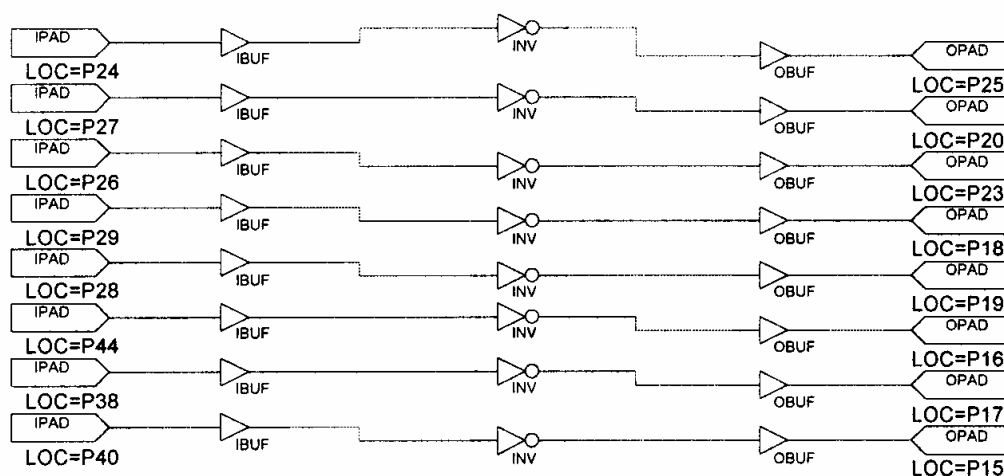 IPAD IBUF INV OBUF OPAD
LOC=P24 LOC=P25
IPAD IBUF INV OBUF OPAD
LOC=P27 LOC=P20
IPAD IBUF INV OBUF OPAD
LOC=P26 LOC=P23
IPAD IBUF INV OBUF OPAD
LOC=P29 LOC=P18
IPAD IBUF INV OBUF OPAD
LOC=P28 LOC=P19
IPAD IBUF INV OBUF OPAD
LOC=P44 LOC=P16
IPAD IBUF INV OBUF OPAD
LOC=P38 LOC=P17
IPAD IBUF INV OBUF OPAD
LOC=P40 LOC=P15